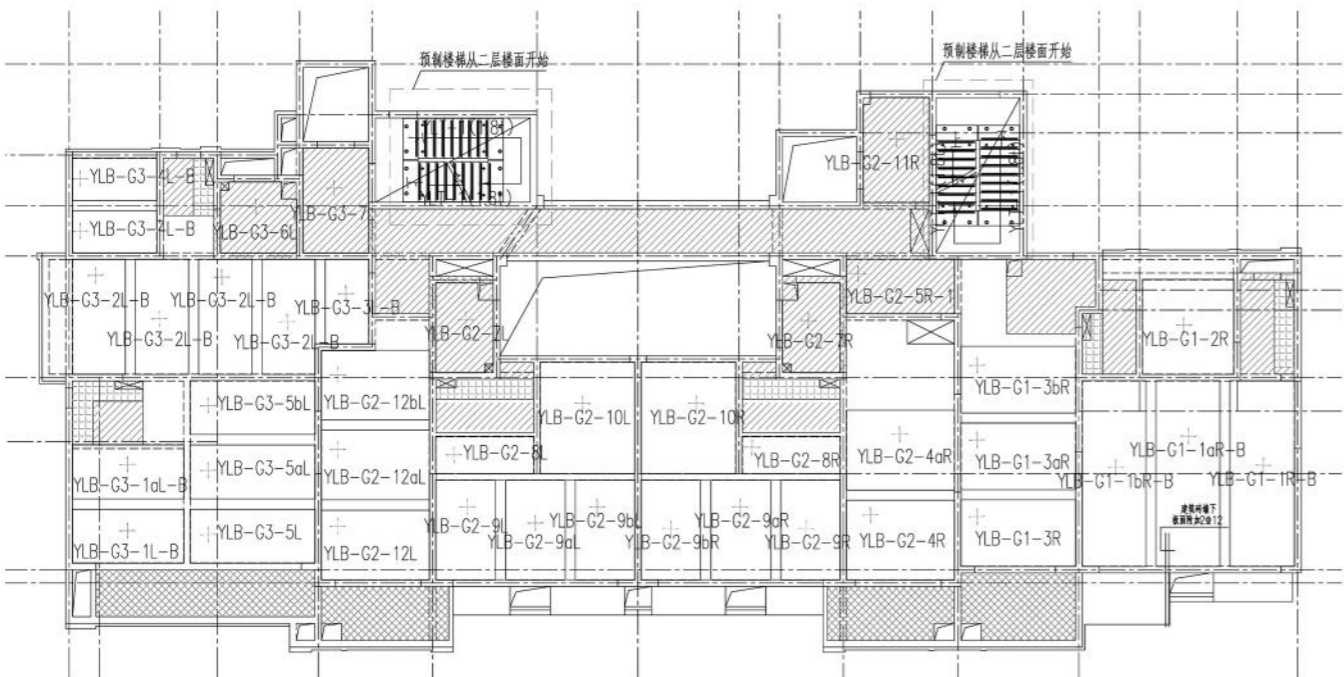 预制楼梯从二层楼面开始
预制楼梯从二层楼面开始
YLB-G2-11R
YLB-G3-4L-B
YLB-G3-4L-B
YLB-G3-6L
YLB-G3-7L
YLB-G3-2L-B
YLB-G3-2L-B
YLB-G3-3L-B
YLB-G2-5R-1
YLB-G3-2L-B
YLB-G3-2L-B
YLB-G2-7L
YLB-G2-7R
YLB-G1-2R
YLB-G1-3bR
YLB-G3-5bL
YLB-G2-12bL
YLB-G2-10L
YLB-G2-10R
YLB-G2-8L
YLB-G2-8R
YLB-G2-4aR
YLB-G1-3aR
YLB-G1-1aR-B
YLB-G3-1aL-B
YLB-G3-5aL
YLB-G2-12aL
YLB-G1-1bR-B
YLB-G1-1R-B
YLB-G3-1L-B
YLB-G3-5L
YLB-G2-12L
YLB-G2-9L
YLB-G2-9aL
YLB-G2-9bL
YLB-G2-9bR
YLB-G2-9aR
YLB-G2-9R
YLB-G2-4R
YLB-G1-3R